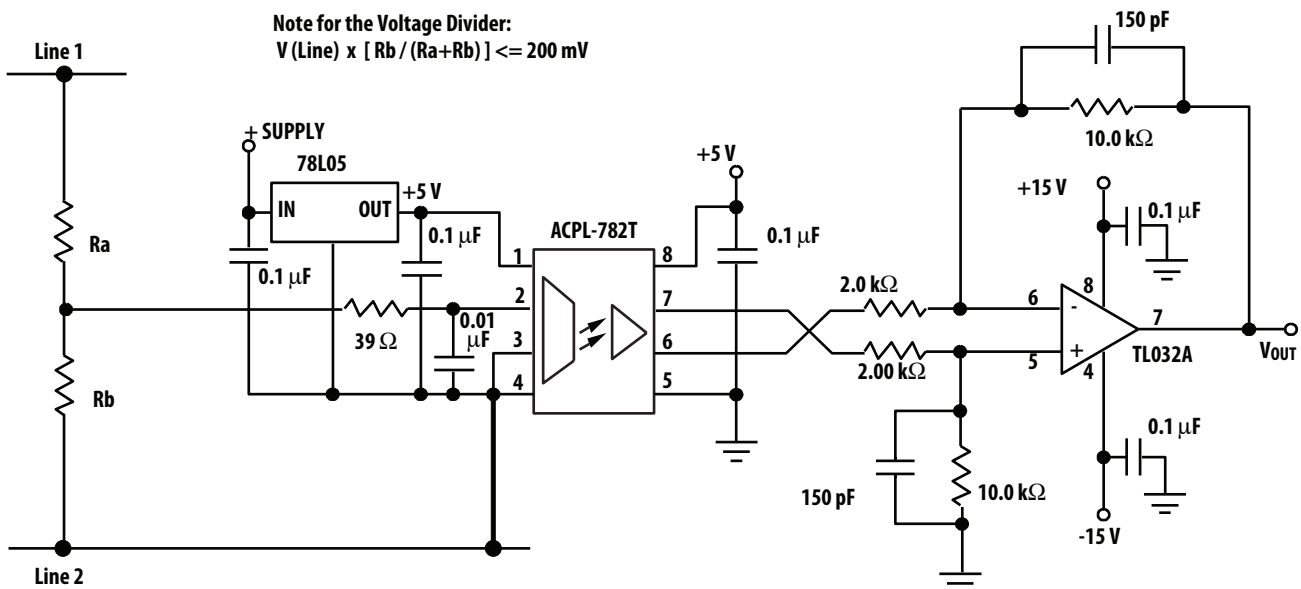 Note for the Voltage Divider:
V (Line) x [ Rb / (Ra+Rb) ] <= 200 mV
150 pF
Line 1
10.0 kΩ
+ SUPPLY
78L05
+5 V
IN
OUT
+5 V
+15 V
0.1 μF
Ra
0.1 μF
0.1 μF
ACPL-782T
0.1 μF
1
8
2
7
3
6
4
5
39 Ω
0.01
μF
2.0 kΩ
2.00 kΩ
6
-
8
5
+
4
7
TL032A
VOUT
Rb
0.1 μF
150 pF
10.0 kΩ
-15 V
Line 2